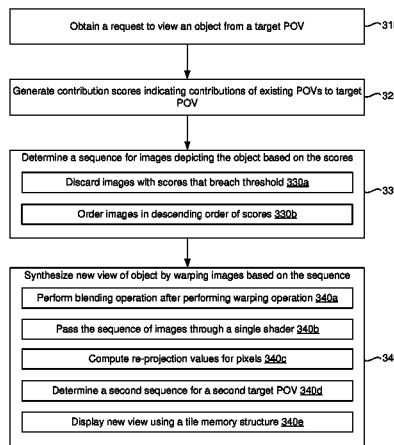 Obtain a request to view an object from a target POV
Generate contribution scores indicating contributions of existing POVs to target
POV
Determine a sequence for images depicting the object based on the scores
Discard images with scores that breach threshold 330a
Order images in descending order of scores 330b
Synthesize new view of object by warping images based on the sequence
Perform blending operation after performing warping operation 340a
Pass the sequence of images through a single shader 340b
Compute re-projection values for pixels 340c
Determine a second sequence for a second target POV 340d
Display new view using a tile memory structure 340e